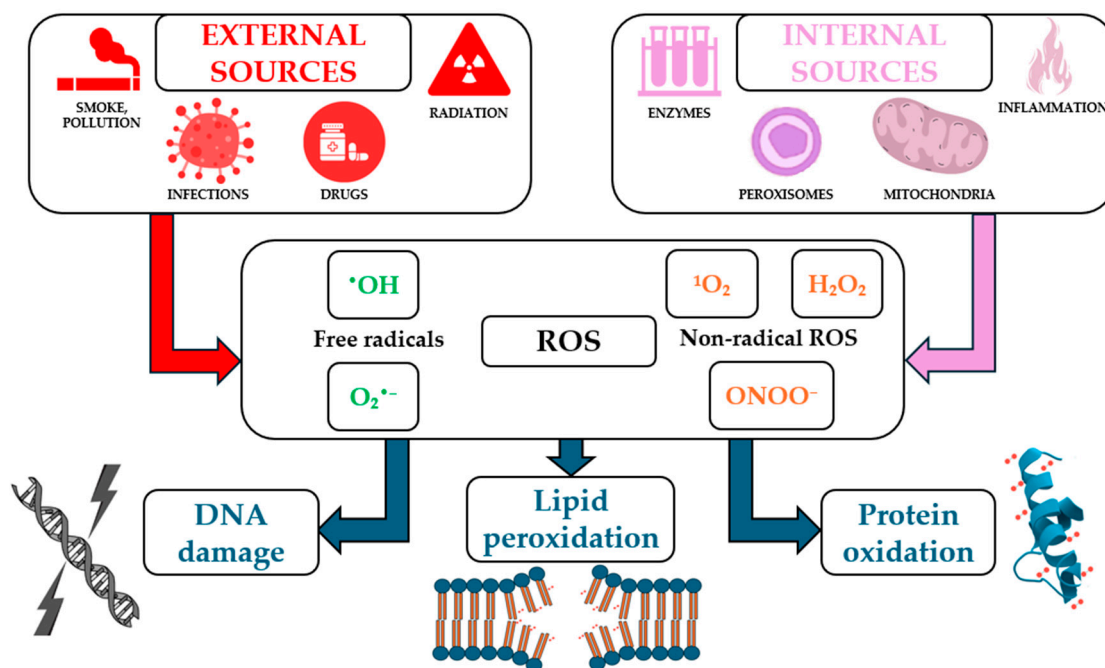 EXTERNAL
SOURCES
SMOKE,
POLLUTION
RADIATION
INFECTIONS
DRUGS
INTERNAL
SOURCES
ENZYMES
INFLAMMATION
PEROXISOMES
MITOCHONDRIA
•OH
Free radicals
O₂•⁻
ROS
¹O₂
H₂O₂
Non-radical ROS
ONOO⁻
DNA
damage
Lipid
peroxidation
Protein
oxidation